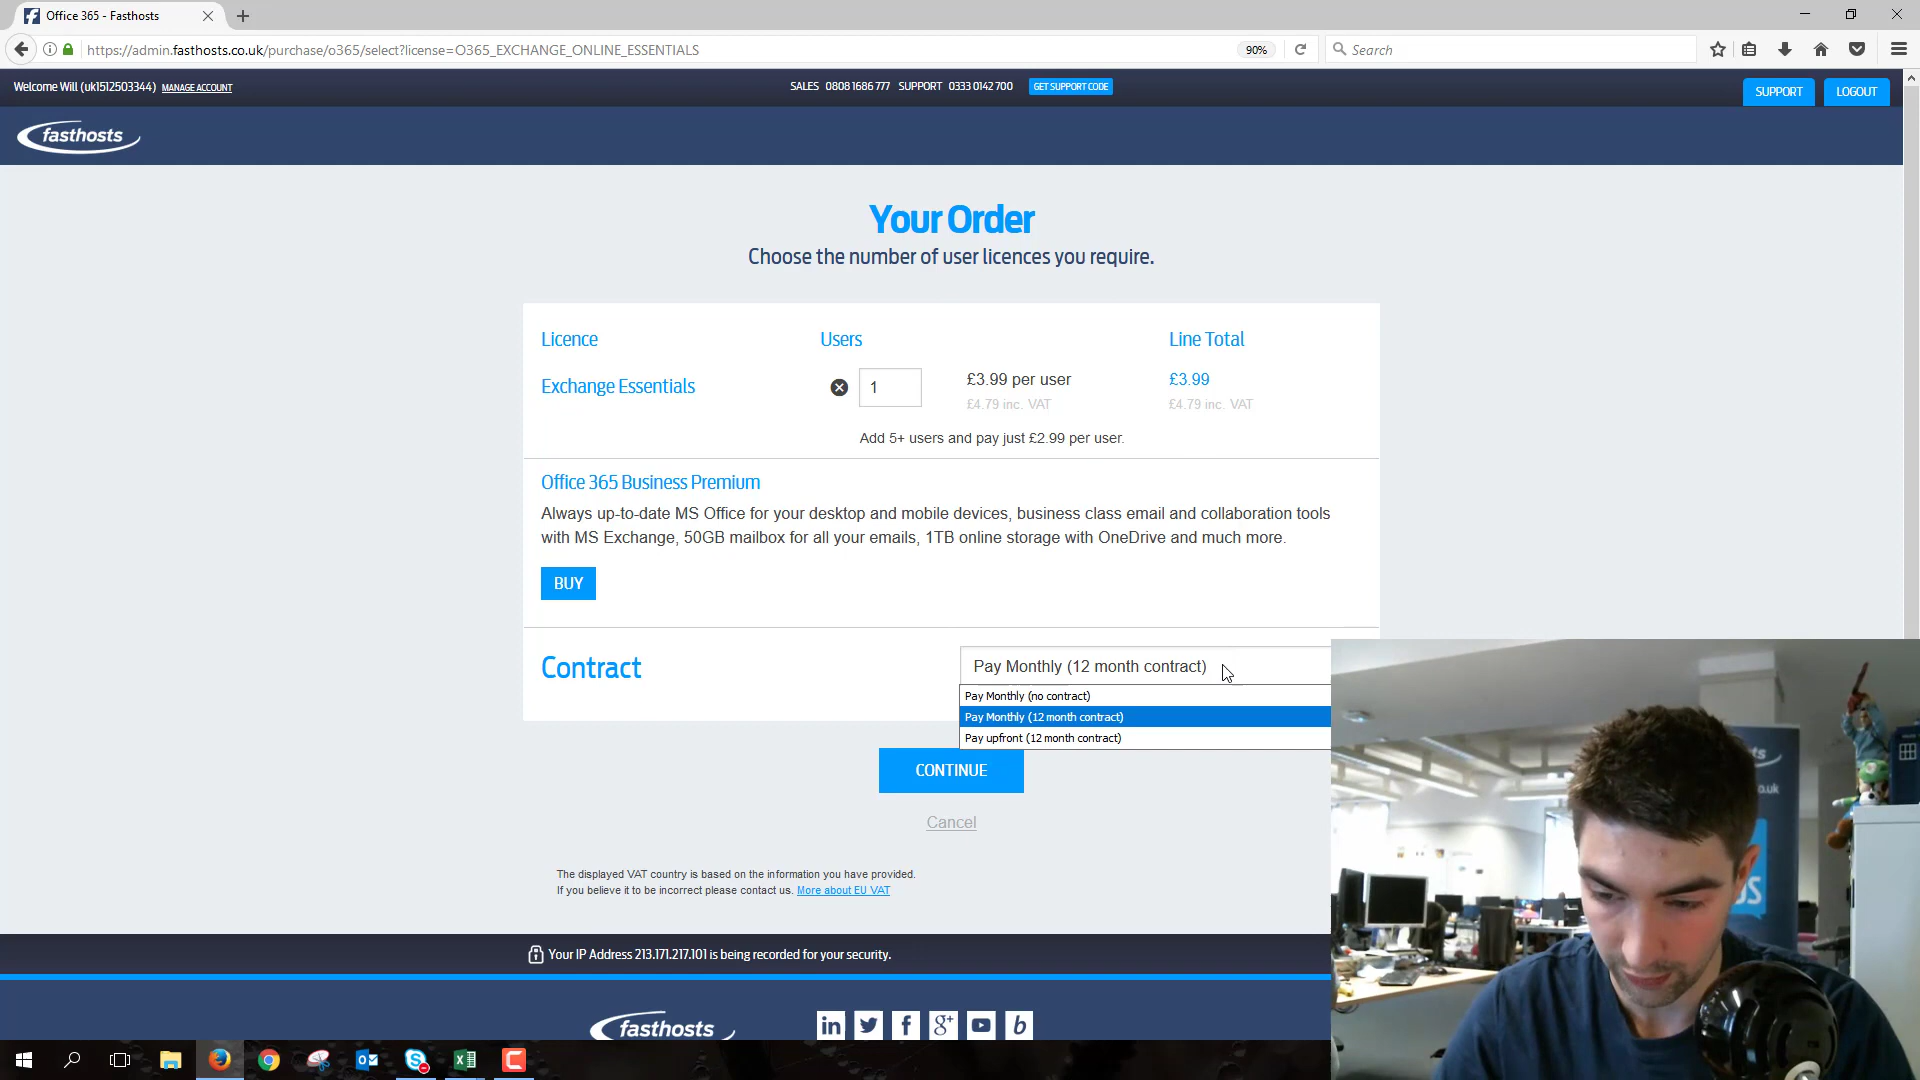 Office 365 - Fasthosts
https://admin.fasthosts.co.uk/purchase/o365/select?license=O365_EXCHANGE_ONLINE_ESSENTIALS
90%
Search
Welcome Will (uk1512503344) MANAGE ACCOUNT
SALES 0808 1686 777 SUPPORT 0333 0142 700 GET SUPPORT CODE
SUPPORT
LOGOUT
fasthosts
Your Order
Choose the number of user licences you require.
Licence Users Line Total
Exchange Essentials 1 £3.99 per user £3.99
£4.79 inc. VAT £4.79 inc. VAT
Add 5+ users and pay just £2.99 per user.
Office 365 Business Premium
Always up-to-date MS Office for your desktop and mobile devices, business class email and collaboration tools
with MS Exchange, 50GB mailbox for all your emails, 1TB online storage with OneDrive and much more.
BUY
Contract Pay Monthly (12 month contract)
Pay Monthly (no contract)
Pay Monthly (12 month contract)
Pay upfront (12 month contract)
CONTINUE
Cancel
The displayed VAT country is based on the information you have provided.
If you believe it to be incorrect please contact us. More about EU VAT
Your IP Address 213.171.217.101 is being recorded for your security.
fasthosts